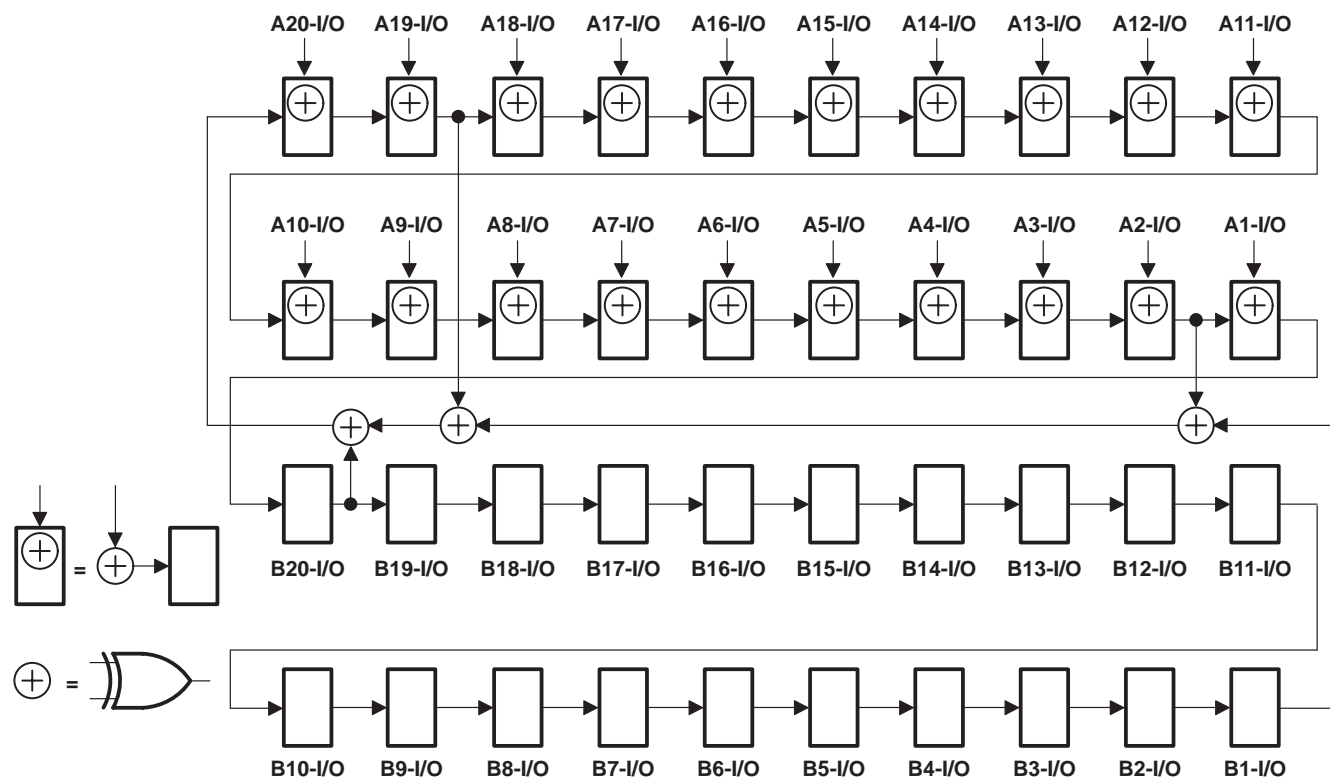 A20-I/O A19-I/O A18-I/O A17-I/O A16-I/O A15-I/O A14-I/O A13-I/O A12-I/O A11-I/O
A10-I/O A9-I/O A8-I/O A7-I/O A6-I/O A5-I/O A4-I/O A3-I/O A2-I/O A1-I/O
B20-I/O B19-I/O B18-I/O B17-I/O B16-I/O B15-I/O B14-I/O B13-I/O B12-I/O B11-I/O
=
=
B10-I/O B9-I/O B8-I/O B7-I/O B6-I/O B5-I/O B4-I/O B3-I/O B2-I/O B1-I/O